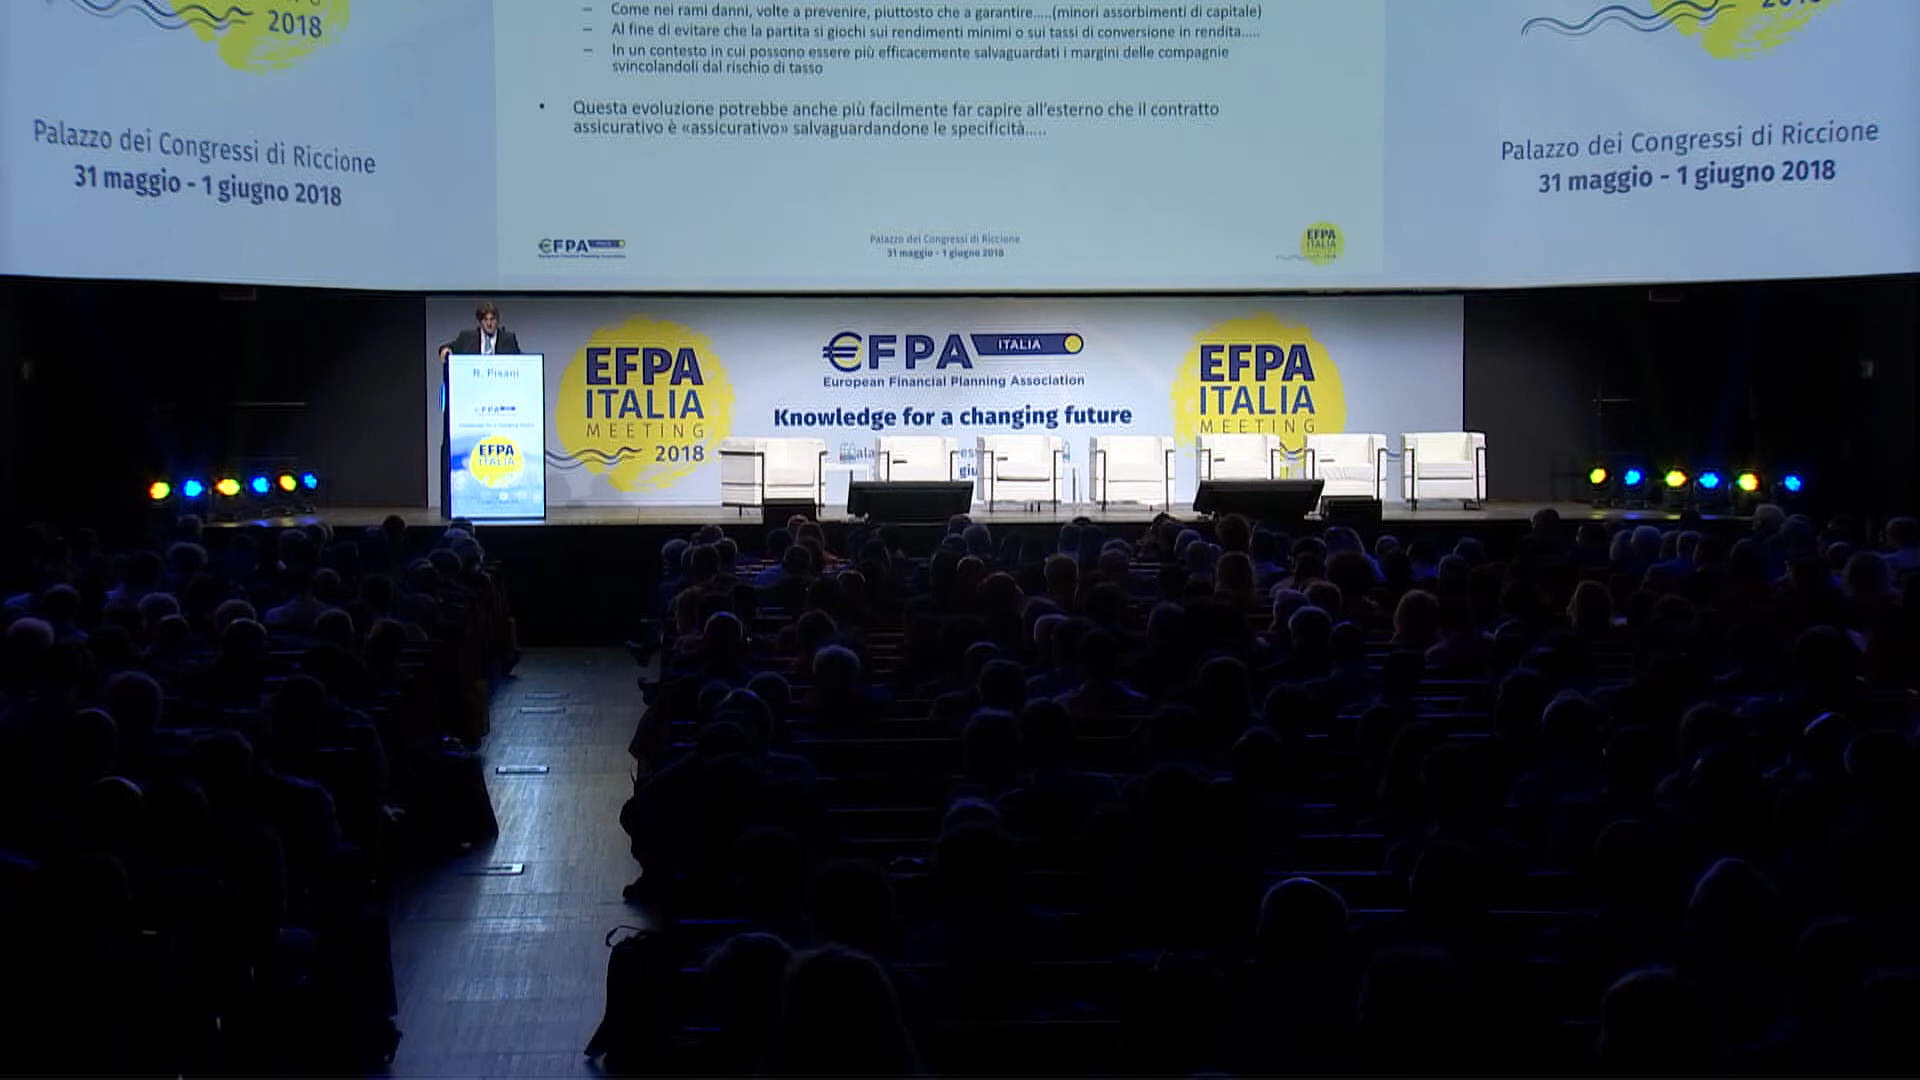 2018
Palazzo dei Congressi di Riccione
31 maggio - 1 giugno 2018
– Come nei rami danni, volte a prevenire, piuttosto che a garantire.....(minori assorbimenti di capitale)
– Al fine di evitare che la partita si giochi sui rendimenti minimi o sui tassi di conversione in rendita.....
– In un contesto in cui possono essere più efficacemente salvaguardati i margini delle compagnie
svincolandoli dal rischio di tasso
• Questa evoluzione potrebbe anche più facilmente far capire all'esterno che il contratto
assicurativo è «assicurativo» salvaguardandone le specificità.....
€FPA
European Financial Planning Association
Palazzo dei Congressi di Riccione
31 maggio - 1 giugno 2018
EFPA
ITALIA
Palazzo dei Congressi di Riccione
31 maggio - 1 giugno 2018
R. Pisani
EFPA
EFPA
ITALIA
EFPA
ITALIA
MEETING
2018
€FPA ITALIA
European Financial Planning Association
Knowledge for a changing future
EFPA
ITALIA
MEETING